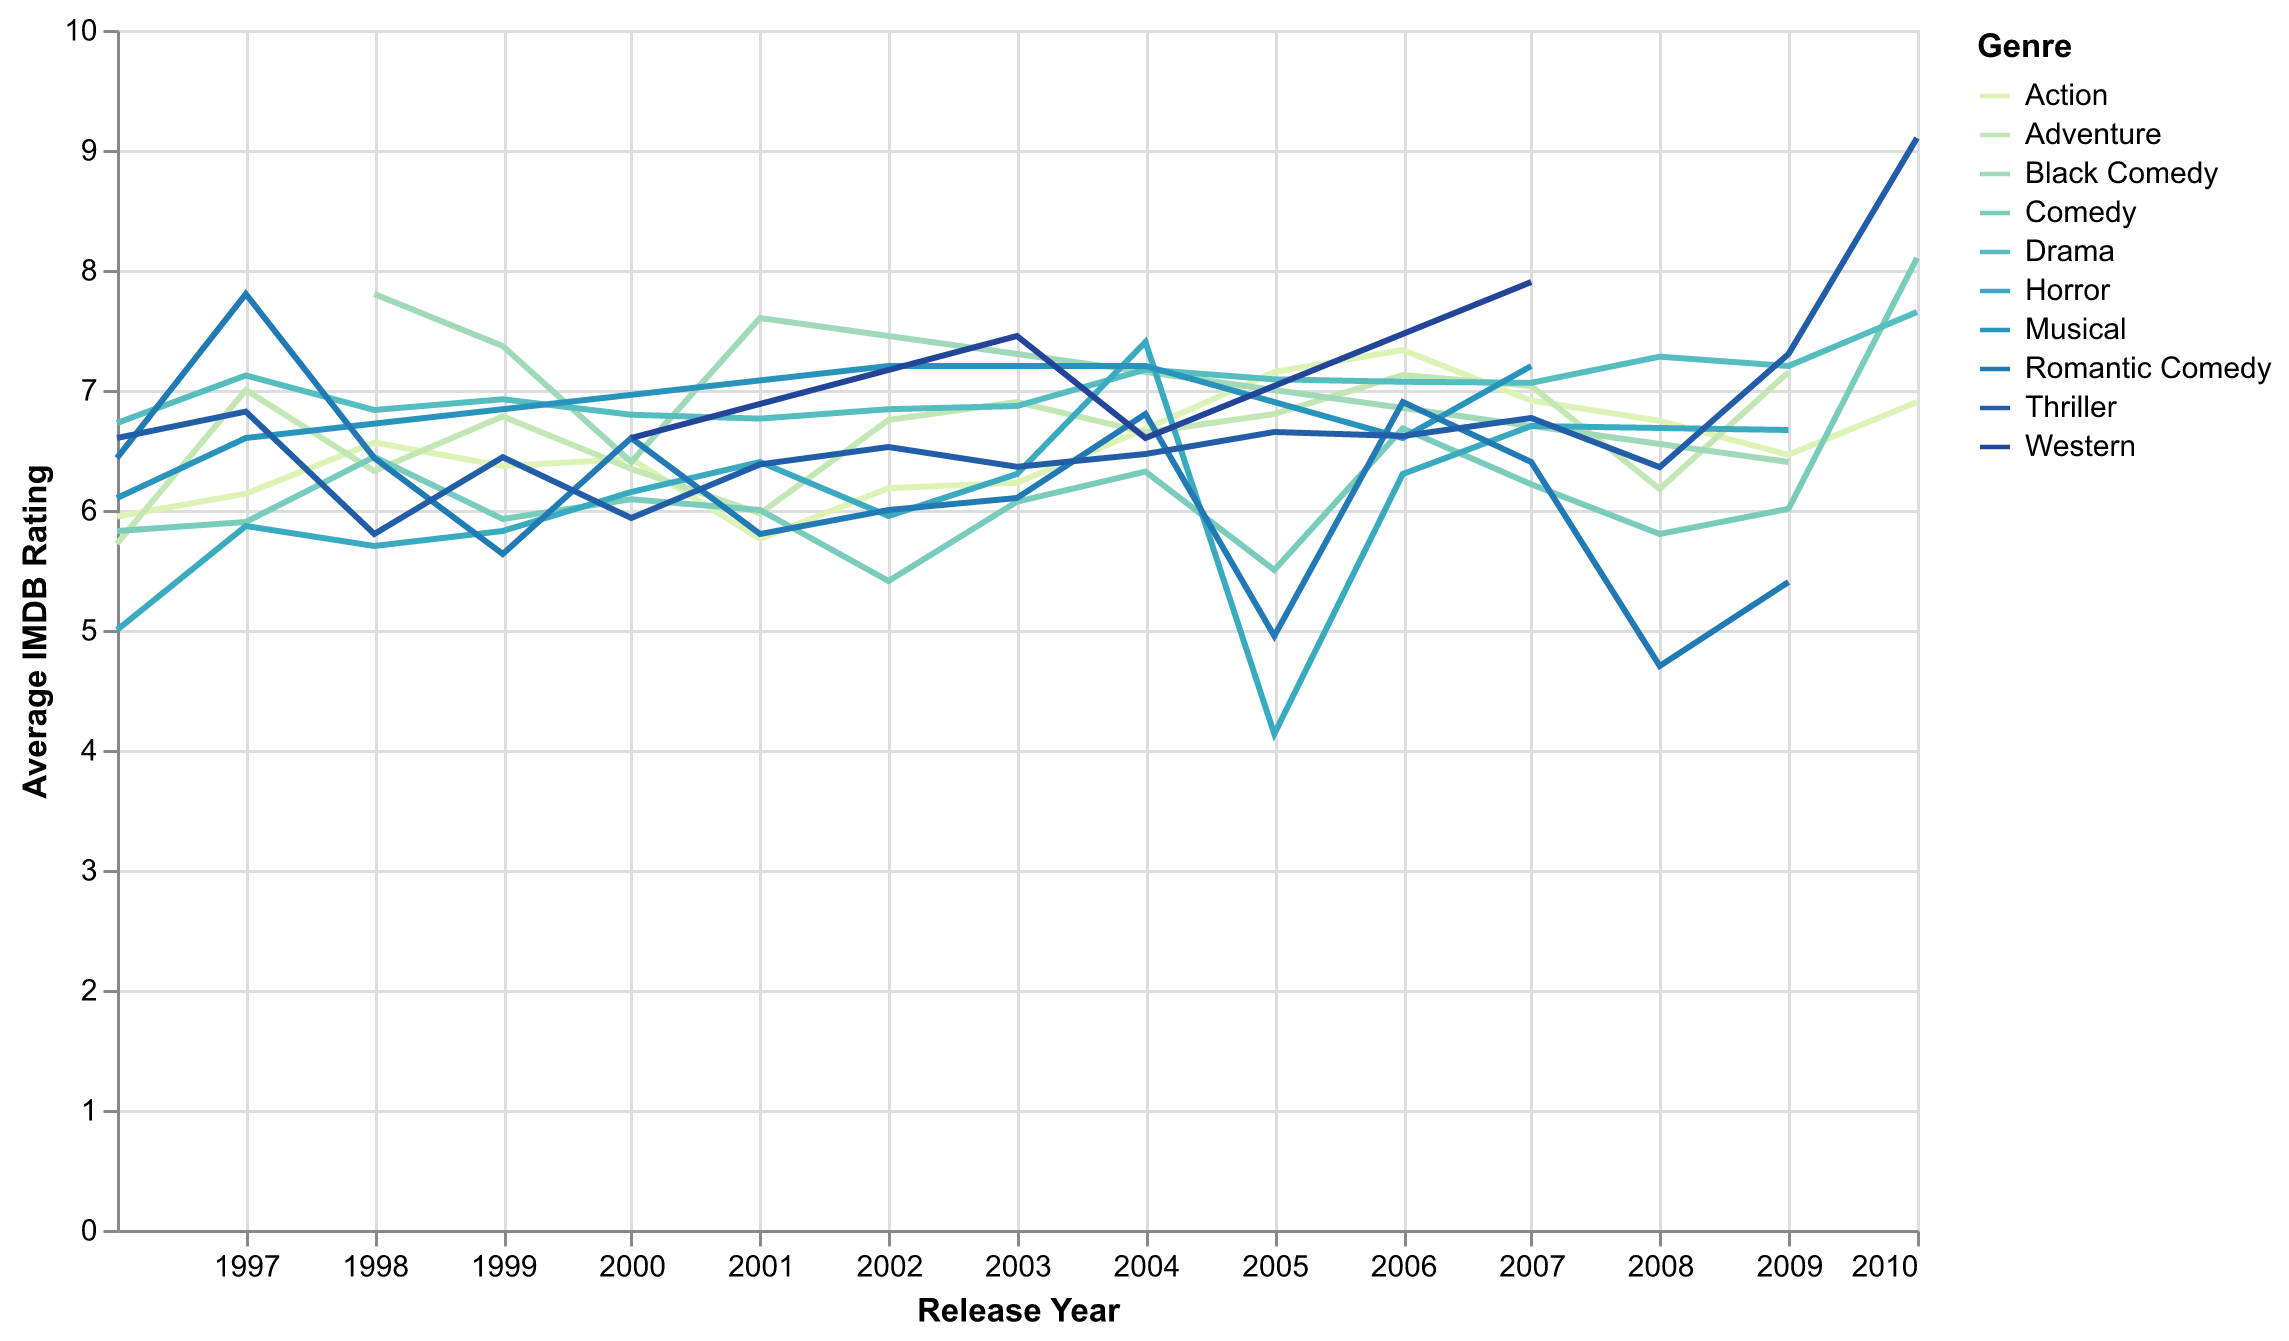 10
9
8
7
6
5
4
3
2
1
0
Average IMDB Rating
1997 1998 1999 2000 2001 2002 2003 2004 2005 2006 2007 2008 2009 2010
Release Year
Genre
Action
Adventure
Black Comedy
Comedy
Drama
Horror
Musical
Romantic Comedy
Thriller
Western